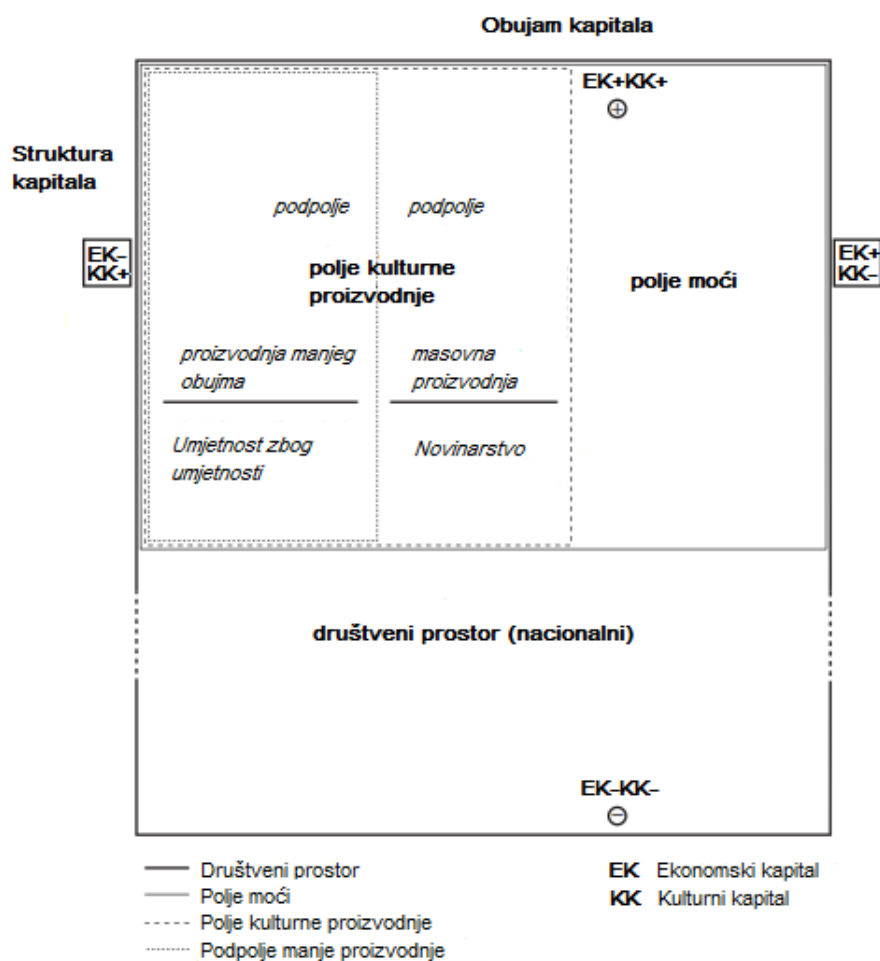 Obujam kapitala
EK+KK+
⊕
Struktura
kapitala
podpolje
podpolje
EK–
KK+
polje kulturne
proizvodnje
polje moći
EK+
KK–
proizvodnja manjeg
obujma
masovna
proizvodnja
Umjetnost zbog
umjetnosti
Novinarstvo
društveni prostor (nacionalni)
EK–KK–
⊖
Društveni prostor
Polje moći
Polje kulturne proizvodnje
Podpolje manje proizvodnje
EK Ekonomski kapital
KK Kulturni kapital